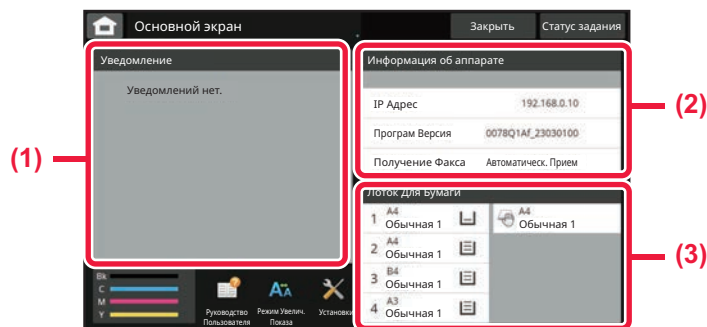 Основной экран
Закрыть
Статус задания
Уведомление
Уведомлений нет.
(1)
Информация об аппарате
IP Адрес 192.168.0.10
Програм Версия 0078Q1Af_23030100
Получение Факса Автоматическ. Прием
(2)
Лоток Для Бумаги
1 A4
Обычная 1
2 A4
Обычная 1
3 B4
Обычная 1
4 A3
Обычная 1
A4
Обычная 1
(3)
Bk
C
M
Y
Руководство
Пользователя
Режим Увелич.
Показа
Установки